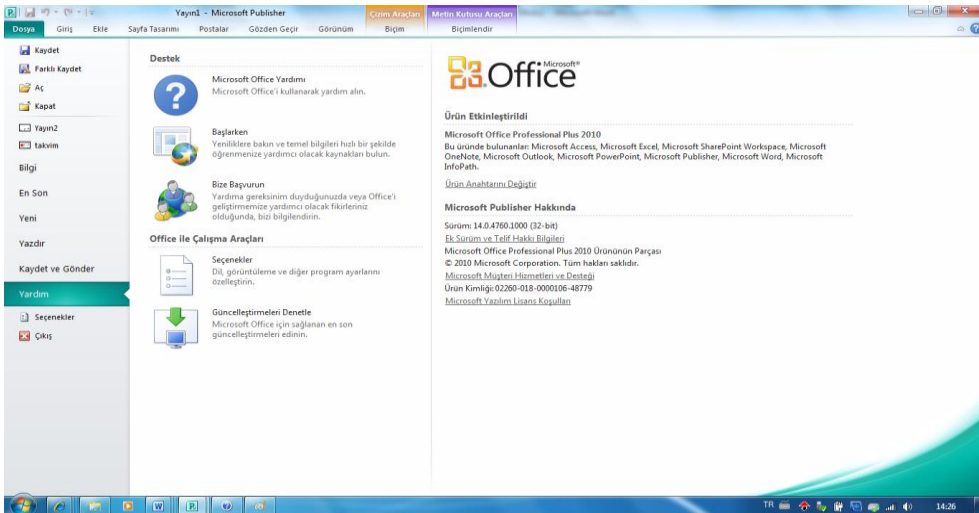 Yayın1 - Microsoft Publisher
Çizim Araçları
Metin Kutusu Araçları
Dosya
Giriş
Ekle
Sayfa Tasarımı
Postalar
Gözden Geçir
Görünüm
Biçim
Biçimlendir
Kaydet
Farklı Kaydet
Aç
Kapat
Yayın2
takvim
Bilgi
En Son
Yeni
Yazdır
Kaydet ve Gönder
Yardım
Seçenekler
Çıkış
Destek
Microsoft Office Yardımı
Microsoft Office'i kullanarak yardım alın.
Başlarken
Yeniliklere bakın ve temel bilgileri hızlı bir şekilde
öğrenmenize yardımcı olacak kaynakları bulun.
Bize Başvurun
Yardıma gereksinim duyduğunuzda veya Office'i
geliştirmemize yardımcı olacak fikirleriniz
olduğunda, bizi bilgilendirin.
Office ile Çalışma Araçları
Seçenekler
Dil, görüntüleme ve diğer program ayarlarını
özelleştirin.
Güncelleştirmeleri Denetle
Microsoft Office için sağlanan en son
güncelleştirmeleri edinin.
Microsoft®
Office
Ürün Etkinleştirildi
Microsoft Office Professional Plus 2010
Bu üründe bulunanlar: Microsoft Access, Microsoft Excel, Microsoft SharePoint Workspace, Microsoft
OneNote, Microsoft Outlook, Microsoft PowerPoint, Microsoft Publisher, Microsoft Word, Microsoft
InfoPath.
Ürün Anahtarını Değiştir
Microsoft Publisher Hakkında
Sürüm: 14.0.4760.1000 (32-bit)
Ek Sürüm ve Telif Hakkı Bilgileri
Microsoft Office Professional Plus 2010 Ürününün Parçası
© 2010 Microsoft Corporation. Tüm hakları saklıdır.
Microsoft Müşteri Hizmetleri ve Desteği
Ürün Kimliği: 02260-018-0000106-48779
Microsoft Yazılım Lisans Koşulları
TR
14:26